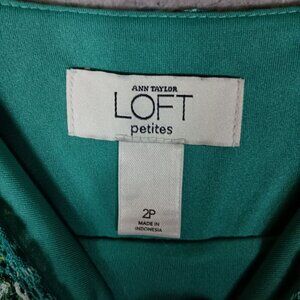 ANN TAYLOR
LOFT
petites
2P
MADE IN
INDONESIA